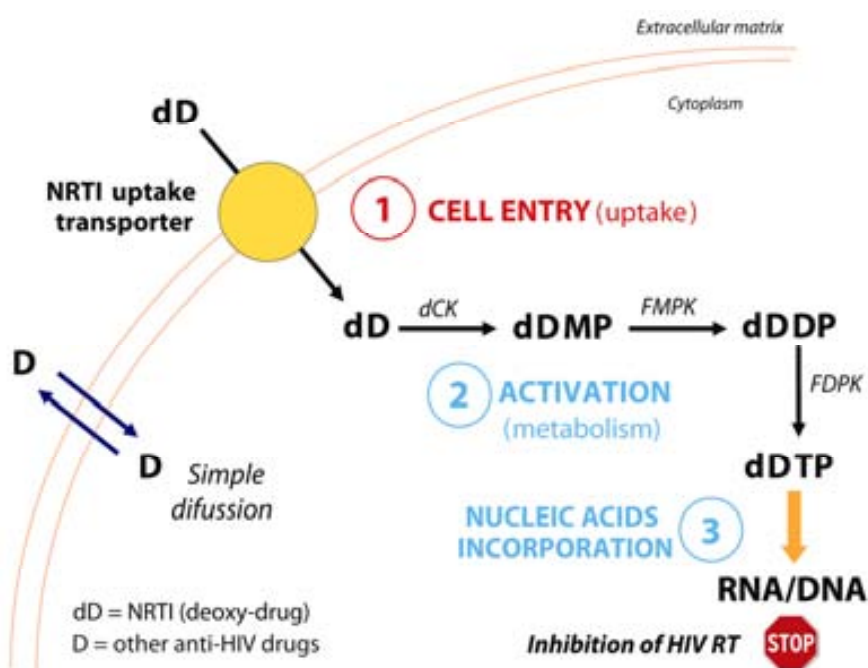 Extracellular matrix
Cytoplasm
dD
NRTI uptake
transporter
1 CELL ENTRY (uptake)
dD dCK dDMP FMPK dDDP
FDPK
2 ACTIVATION
(metabolism)
D
D
Simple
difussion
dDTP
NUCLEIC ACIDS
INCORPORATION 3
RNA/DNA
dD = NRTI (deoxy-drug)
D = other anti-HIV drugs
Inhibition of HIV RT STOP